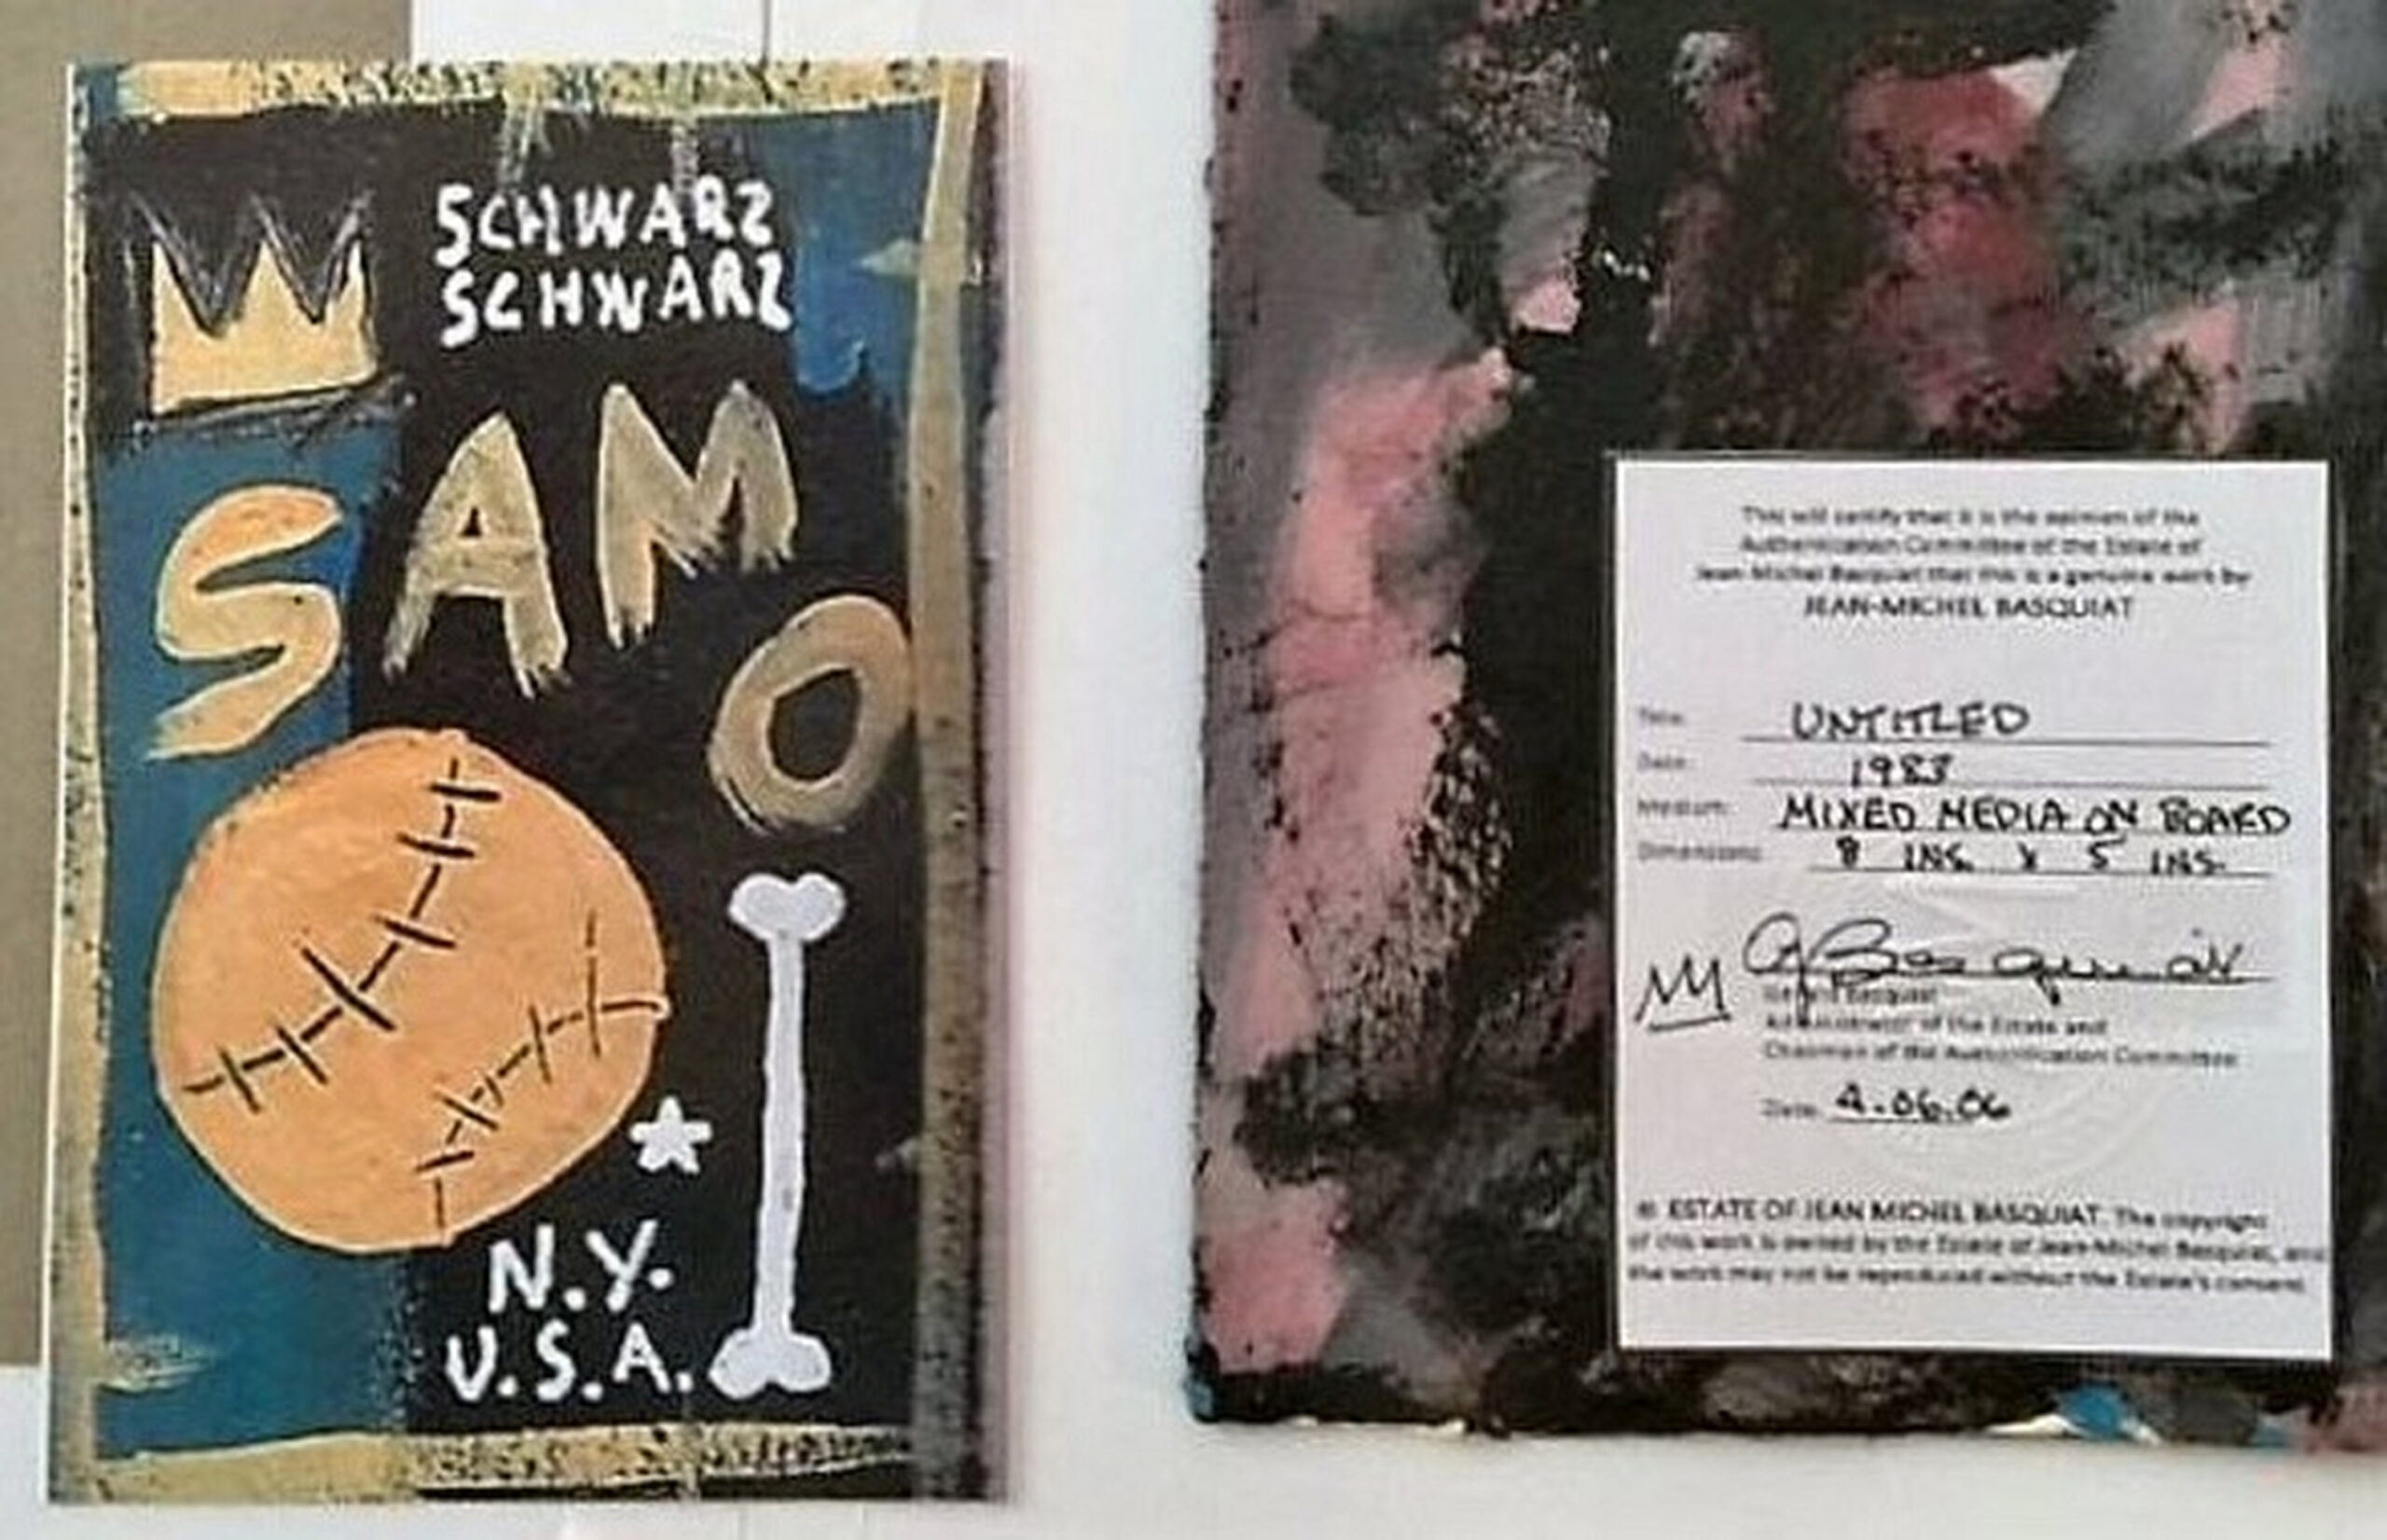 SCHWARZ
SCHWARZ
SAMO
N.Y.
U.S.A.
This will certify that it is the opinion of the
Authentication Committee of the Estate of
Jean-Michel Basquiat that this is a genuine work by
JEAN-MICHEL BASQUIAT
Title: UNTITLED
Date: 1983
Medium: MIXED MEDIA ON BOARD
Dimensions: 8 INS. X 5 INS.
G Basquiat
Gerard Basquiat
Administrator of the Estate and
Chairman of the Authentication Committee
Date: 4.06.06
© ESTATE OF JEAN MICHEL BASQUIAT. The copyright
of this work is owned by the Estate of Jean-Michel Basquiat, and
the work may not be reproduced without the Estate's consent.